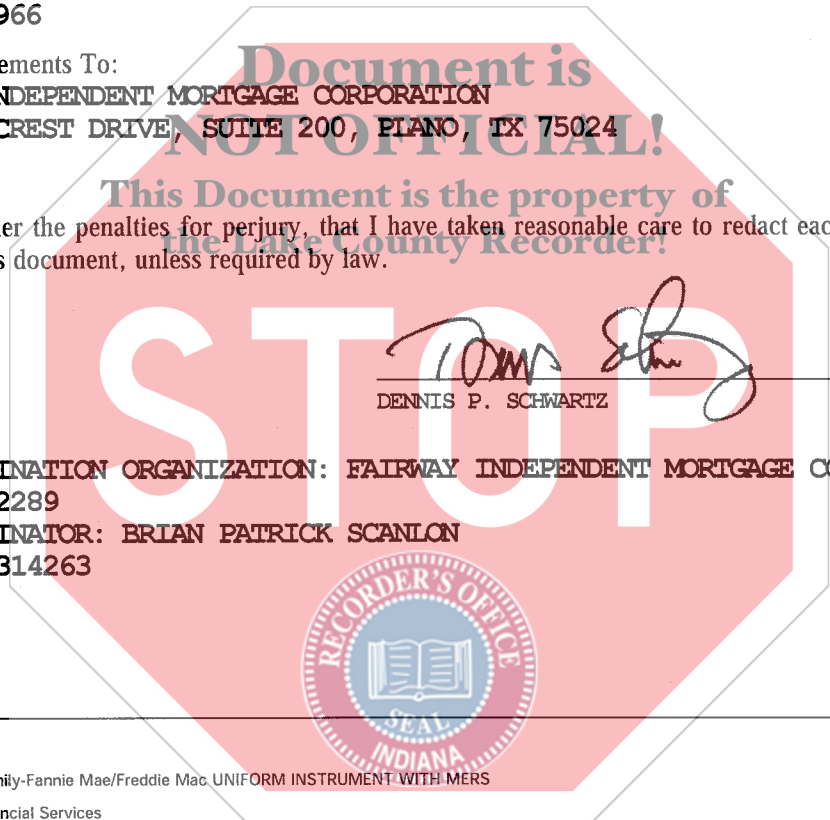 966
ements To:
NDEPENDENT MORTGAGE CORPORATION
CREST DRIVE, SUITE 200, PLANO, TX 75024
Document is
NOT OFFICIAL!
This Document is the property of
the Lake County Recorder!
er the penalties for perjury, that I have taken reasonable care to redact eac
s document, unless required by law.
STOP
DENNIS P. SCHWARTZ
INATION ORGANIZATION: FAIRWAY INDEPENDENT MORTGAGE CO
2289
INATOR: BRIAN PATRICK SCANLON
314263
RECORDER'S OFFICE
SEAL
INDIANA
nily-Fannie Mae/Freddie Mac UNIFORM INSTRUMENT WITH MERS
ncial Services